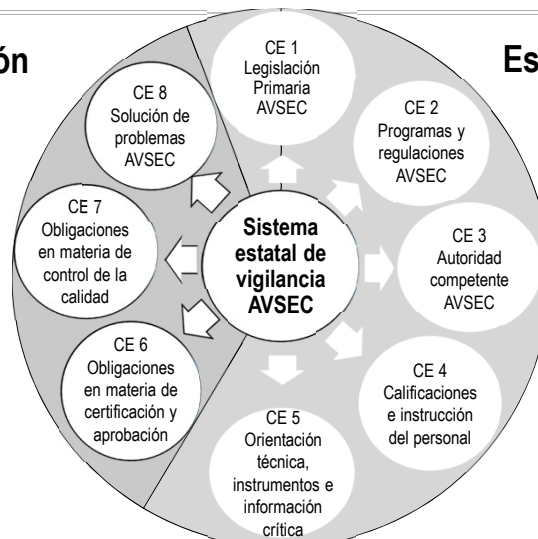 ón
Es
CE 1
Legislación
Primaria
AVSEC
CE 2
Programas y
regulaciones
AVSEC
CE 3
Autoridad
competente
AVSEC
CE 4
Calificaciones
e instrucción
del personal
CE 5
Orientación
técnica,
instrumentos e
información
crítica
CE 6
Obligaciones
en materia de
certificación y
aprobación
CE 7
Obligaciones
en materia de
control de la
calidad
CE 8
Solución de
problemas
AVSEC
Sistema
estatal de
vigilancia
AVSEC